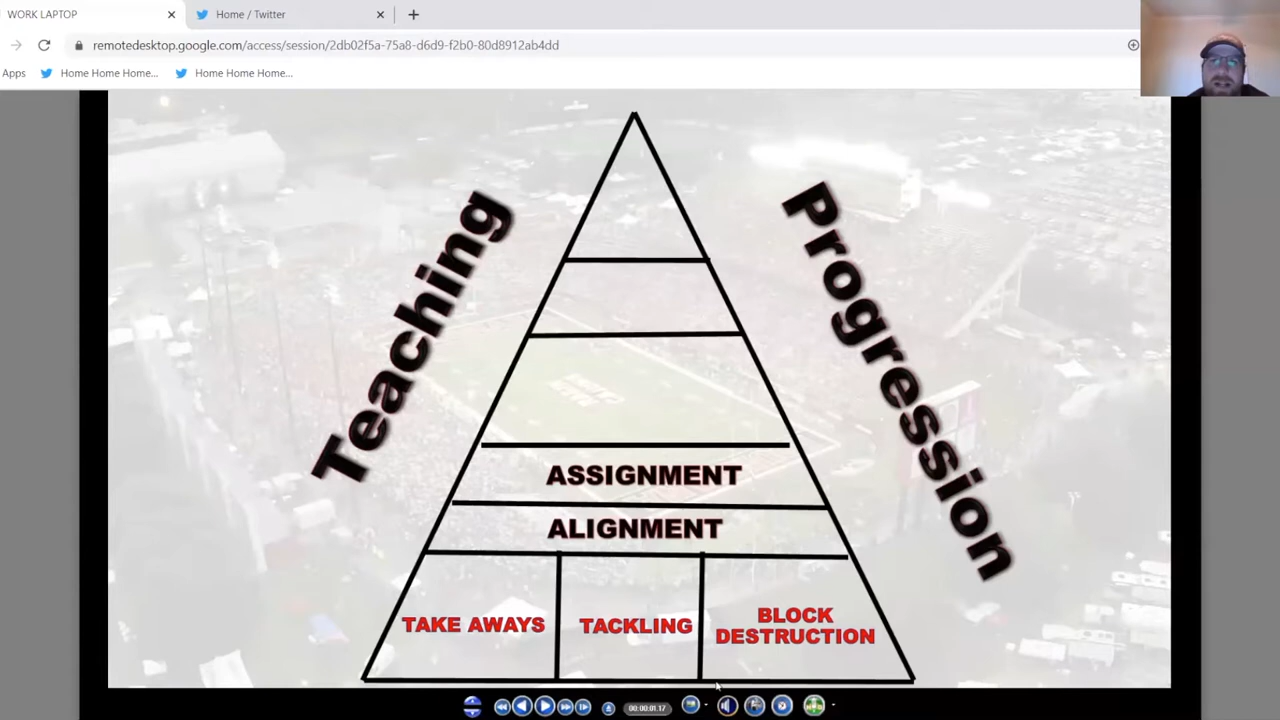 WORK LAPTOP
Home / Twitter
remotedesktop.google.com/access/session/2db02f5a-75a8-d6d9-f2b0-80d8912ab4dd
Apps
Home Home Home...
Home Home Home...
Teaching
Progression
ASSIGNMENT
ALIGNMENT
TAKE AWAYS
TACKLING
BLOCK
DESTRUCTION
00:00:01.17